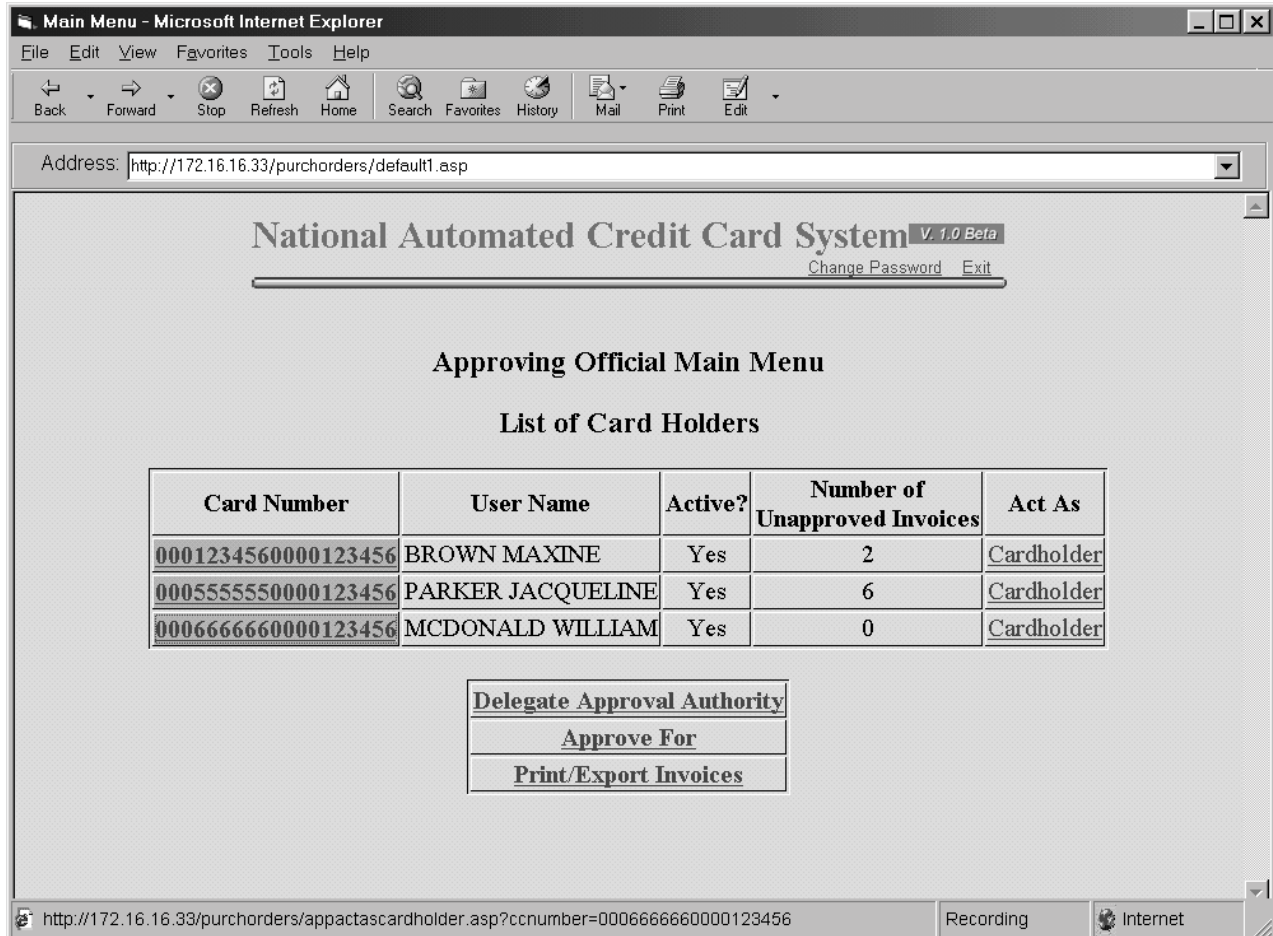 Main Menu - Microsoft Internet Explorer
File Edit View Favorites Tools Help
Back Forward Stop Refresh Home Search Favorites History Mail Print Edit
Address: http://172.16.16.33/purchorders/default1.asp
National Automated Credit Card System V. 1.0 Beta
Change Password Exit
Approving Official Main Menu
List of Card Holders
Card Number User Name Active? Number of Unapproved Invoices Act As
0001234560000123456 BROWN MAXINE Yes 2 Cardholder
0005555550000123456 PARKER JACQUELINE Yes 6 Cardholder
0006666660000123456 MCDONALD WILLIAM Yes 0 Cardholder
Delegate Approval Authority
Approve For
Print/Export Invoices
http://172.16.16.33/purchorders/appactascardholder.asp?ccnumber=0006666660000123456 Recording Internet